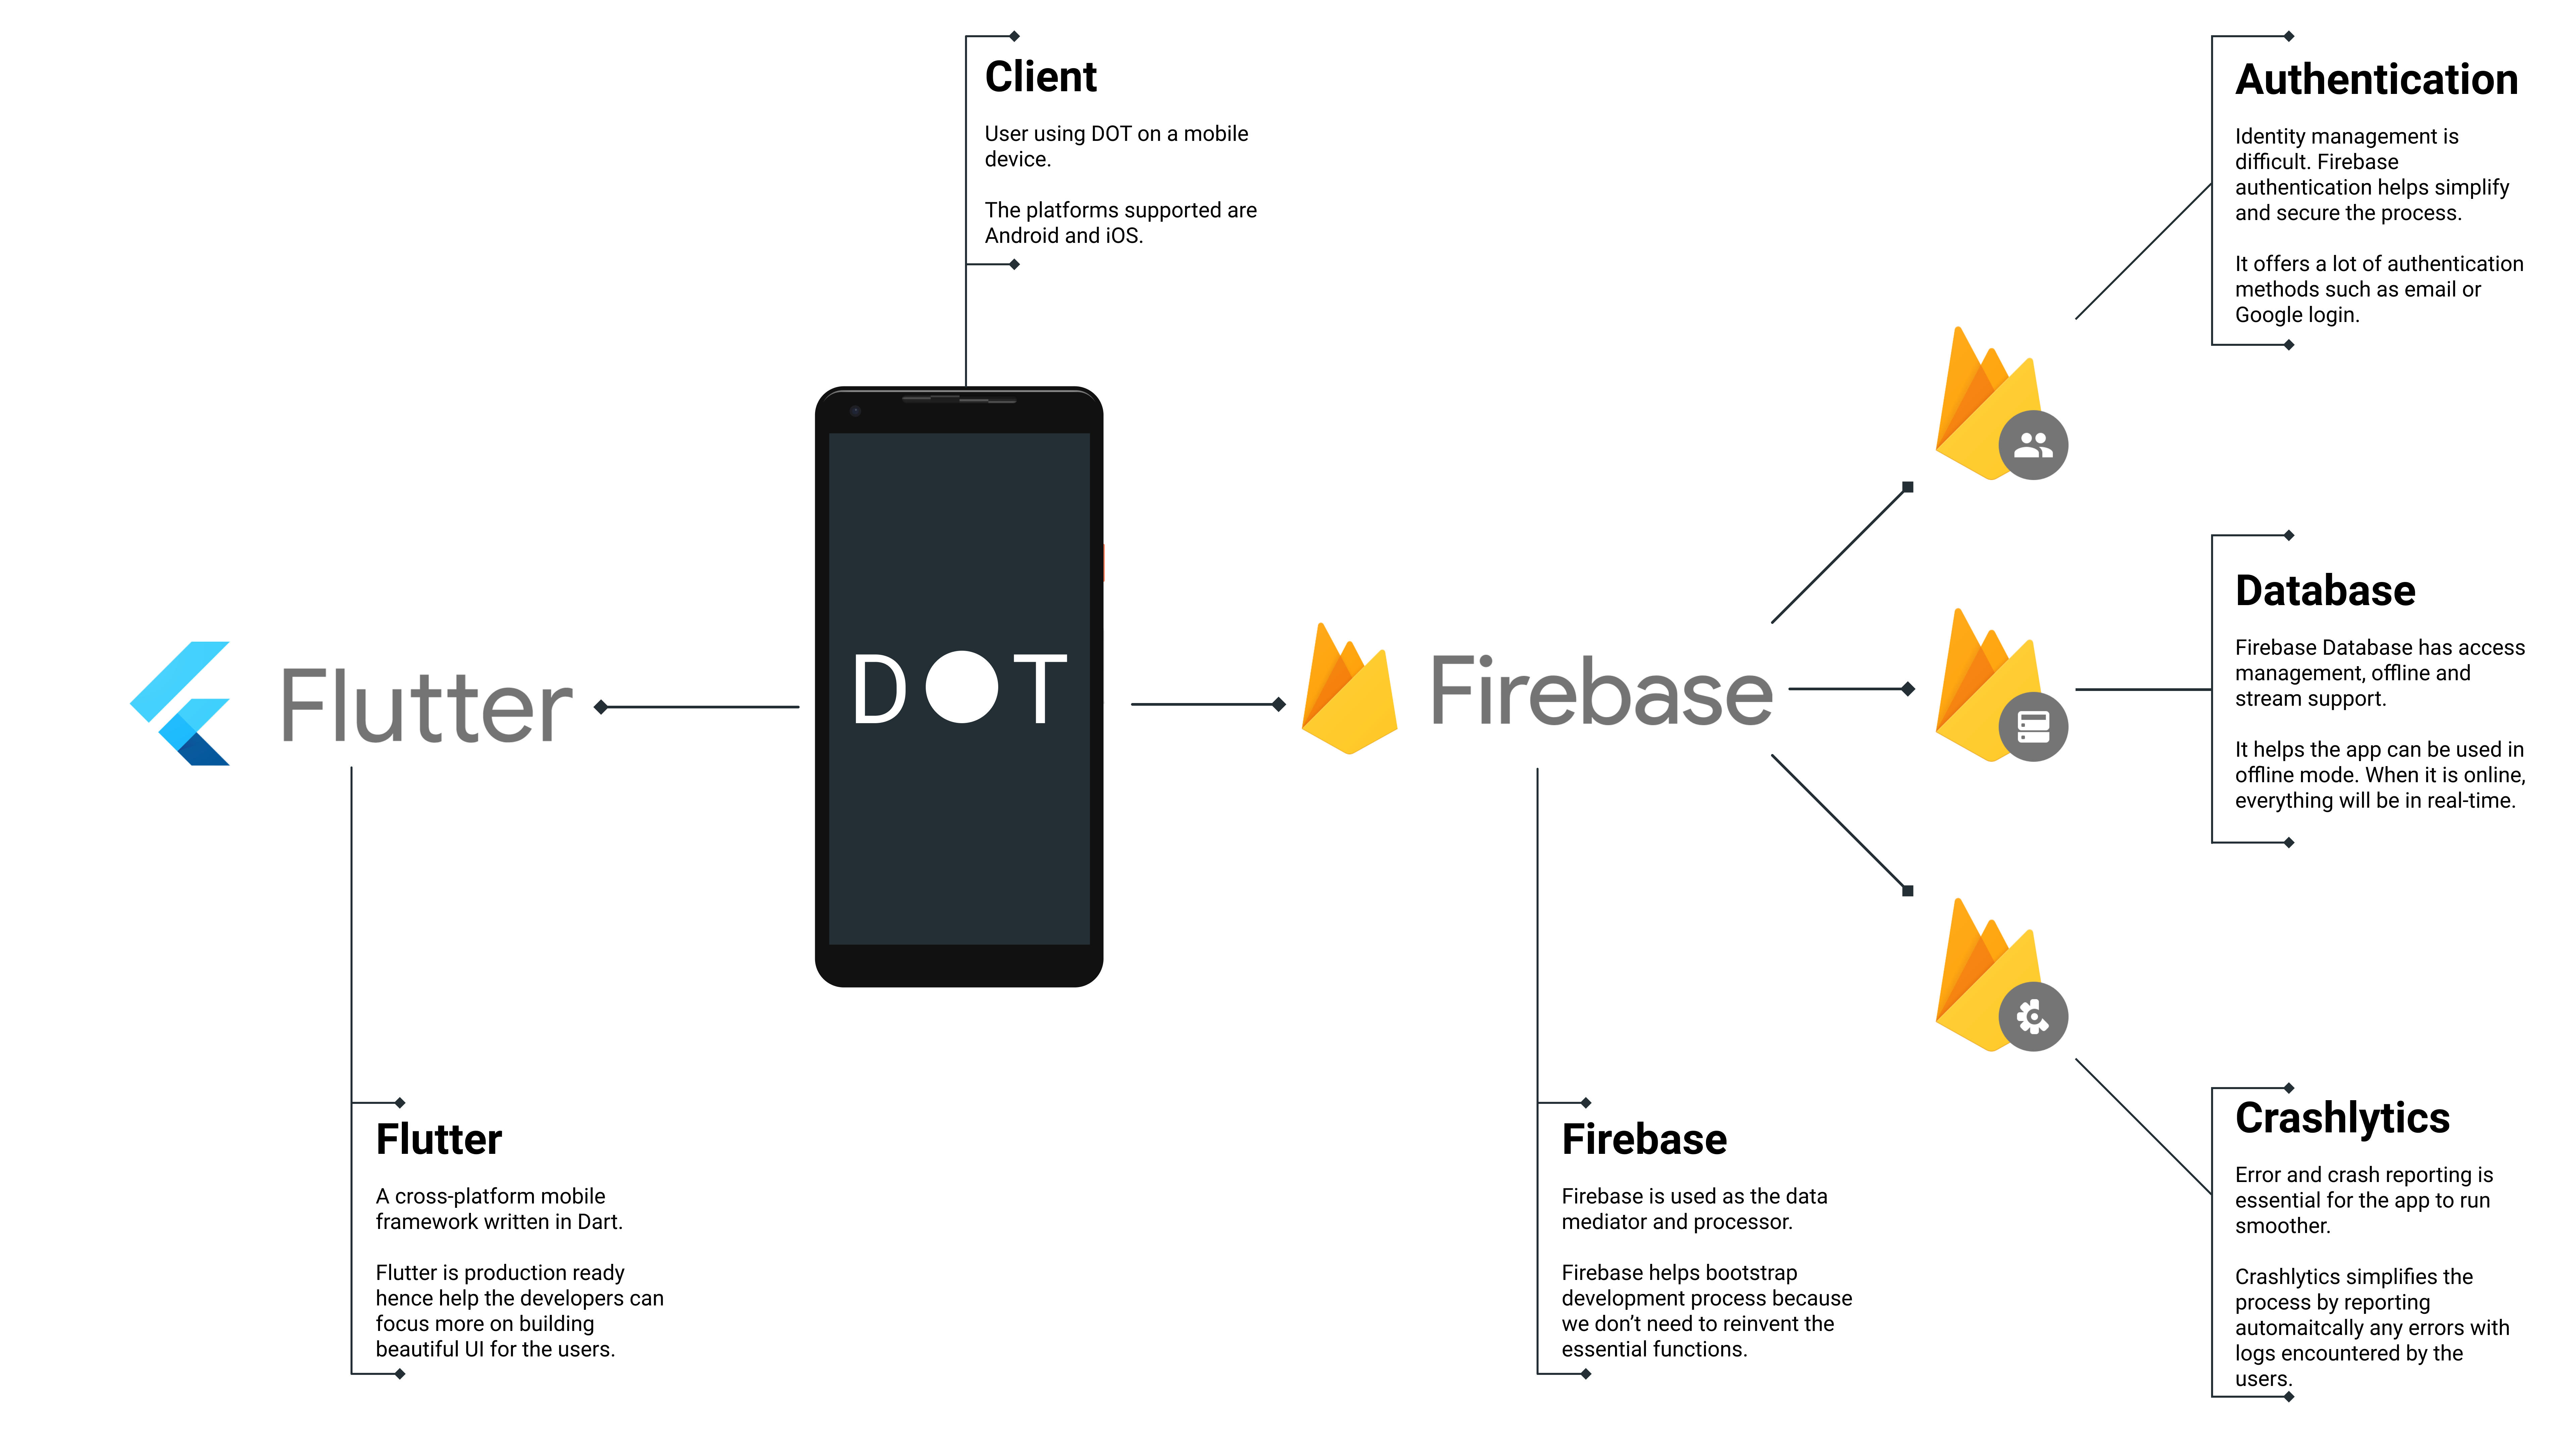 Client
User using DOT on a mobile
device.
The platforms supported are
Android and iOS.
Authentication
Identity management is
difficult. Firebase
authentication helps simplify
and secure the process.
It offers a lot of authentication
methods such as email or
Google login.
Flutter
DOT
Firebase
Database
Firebase Database has access
management, offline and
stream support.
It helps the app can be used in
offline mode. When it is online,
everything will be in real-time.
Flutter
A cross-platform mobile
framework written in Dart.
Flutter is production ready
hence help the developers can
focus more on building
beautiful UI for the users.
Firebase
Firebase is used as the data
mediator and processor.
Firebase helps bootstrap
development process because
we don’t need to reinvent the
essential functions.
Crashlytics
Error and crash reporting is
essential for the app to run
smoother.
Crashlytics simplifies the
process by reporting
automaitcally any errors with
logs encountered by the
users.